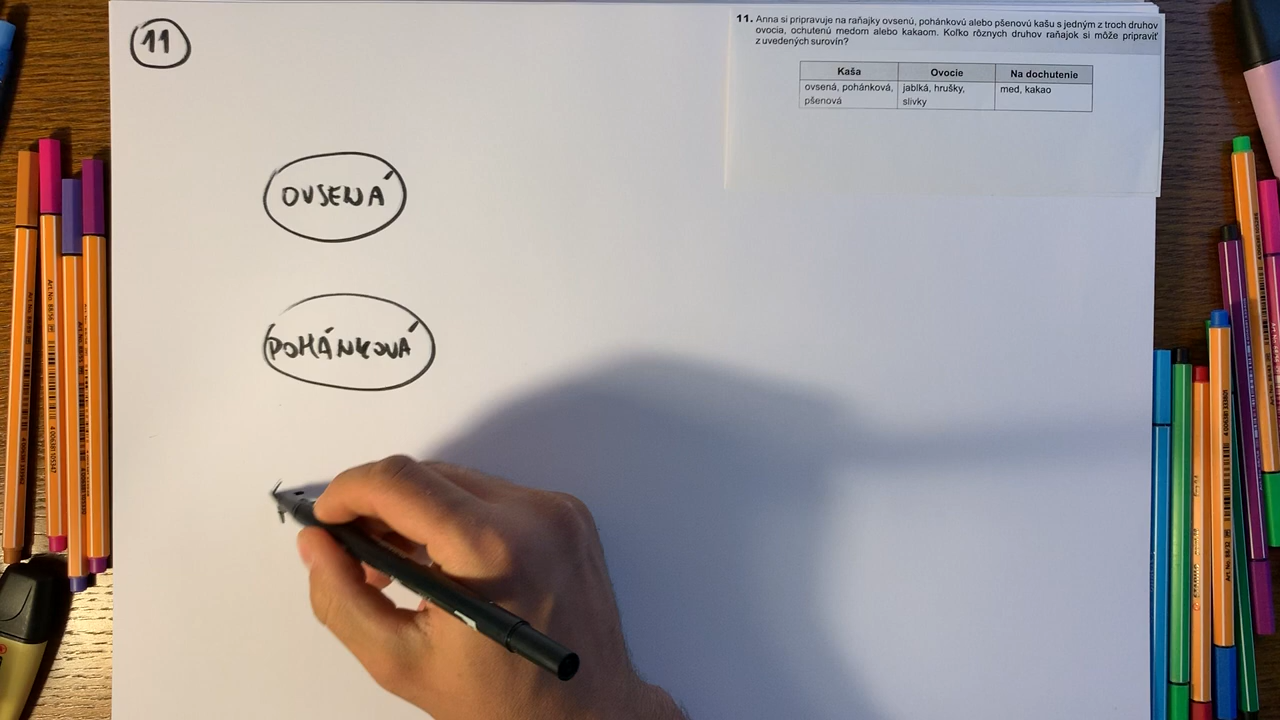 11
11. Anna si pripravuje na raňajky ovsenú, pohánkovú alebo pšenovú kašu s jedným z troch druhov
ovocia, ochutenú medom alebo kakaom. Koľko rôznych druhov raňajok si môže pripraviť
z uvedených surovín?
Kaša Ovocie Na dochutenie
ovsená, pohánková, jablká, hrušky, med, kakao
pšenová slivky
OVSENÁ
POHÁNKOVÁ